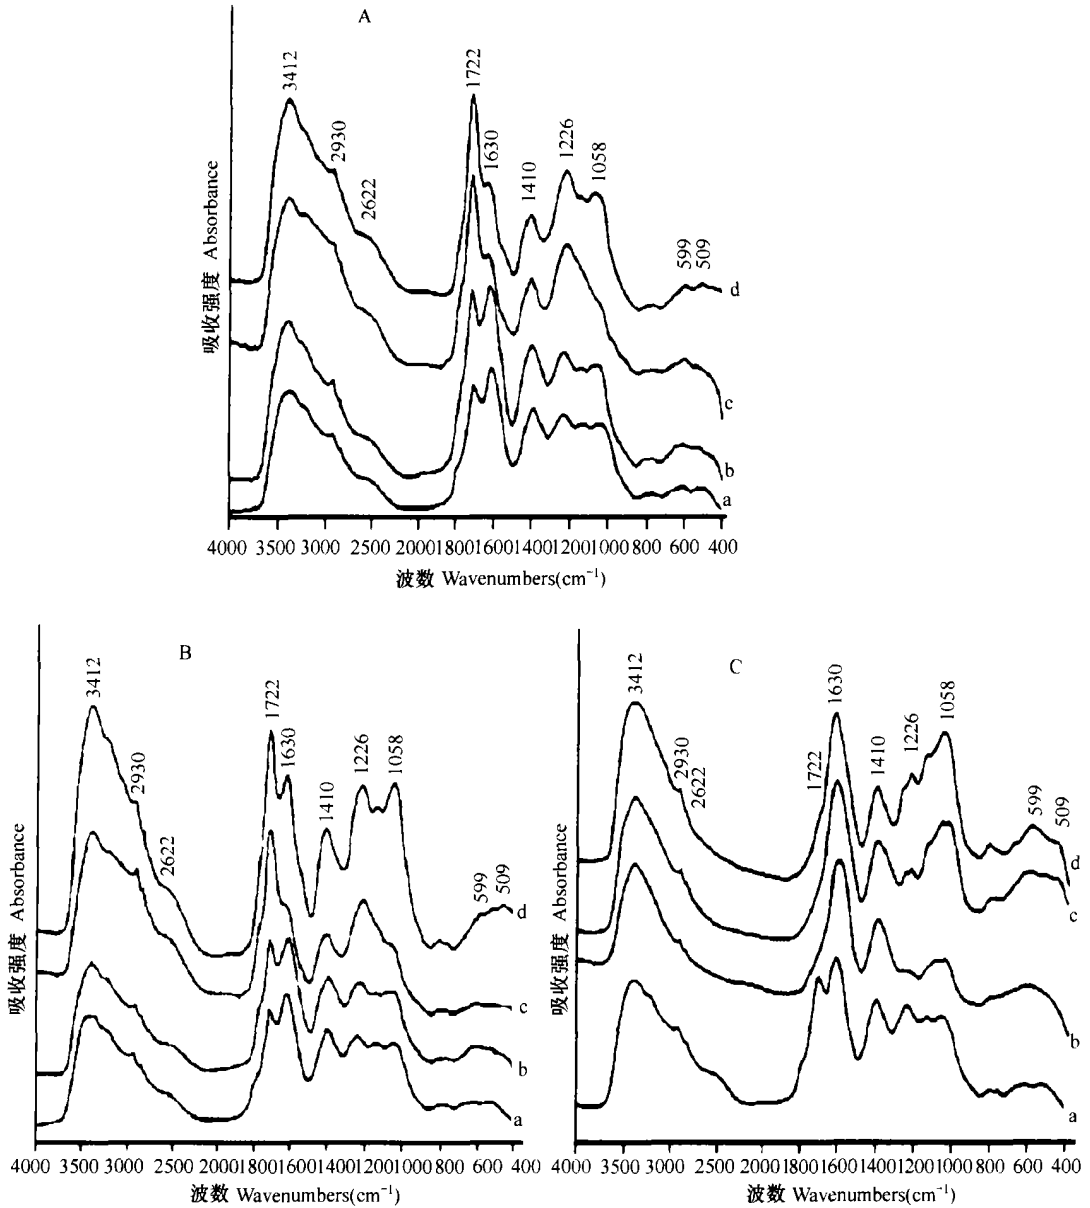 A
3412
2930
2622
1722
1630
1410
1226
1058
599
509
d
c
b
a
吸收强度 Absorbance
4000 3500 3000 2500 2000 1800 1600 1400 1200 1000 800 600 400
波数 Wavenumbers(cm⁻¹)
B
3412
2930
2622
1722
1630
1410
1226
1058
599
509
d
c
b
a
吸收强度 Absorbance
4000 3500 3000 2000 1800 1600 1400 1200 1000 800 600 400
波数 Wavenumbers(cm⁻¹)
C
3412
2930
2622
1722
1630
1410
1226
1058
599
509
d
c
b
a
吸收强度 Absorbance
4000 3500 3000 2500 2000 1800 1600 1400 1200 1000 800 600 400
波数 Wavenumbers(cm⁻¹)